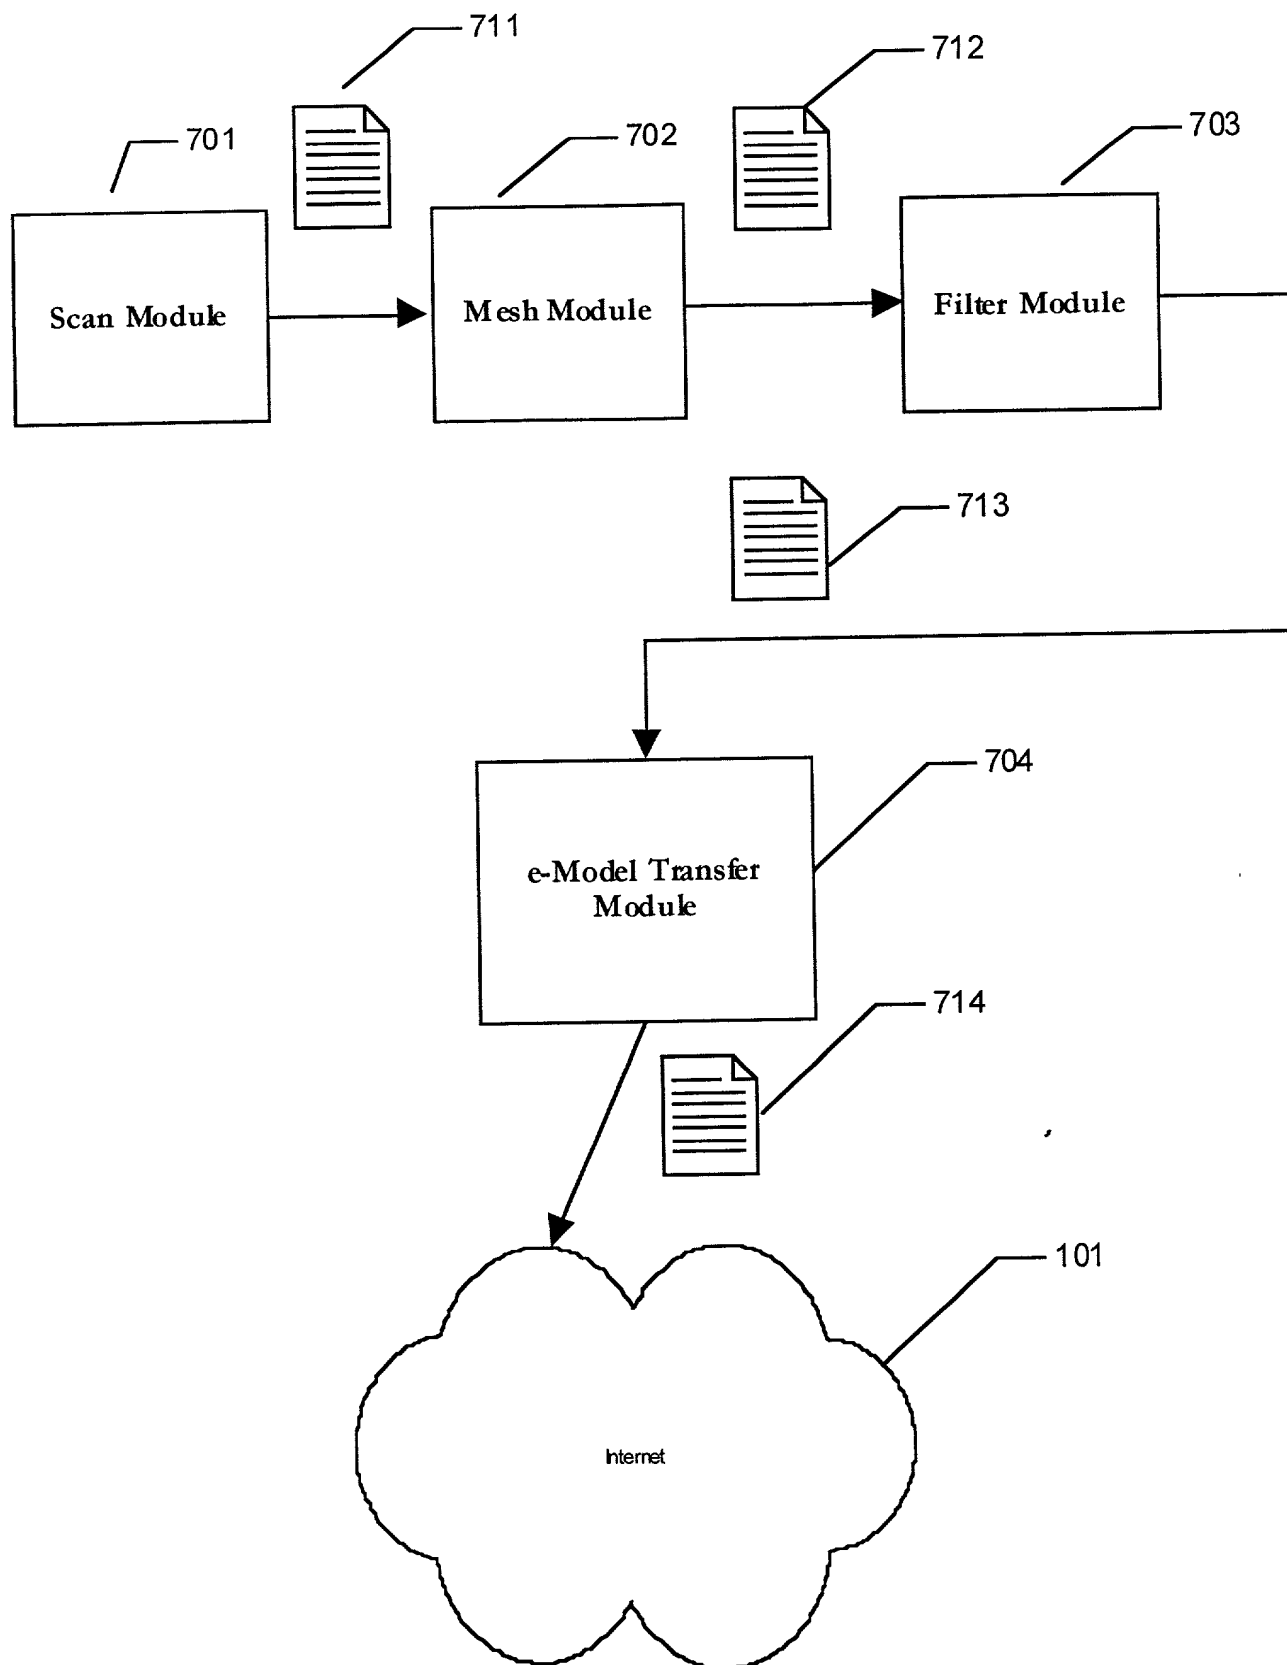 711
712
701
702
703
Scan Module
Mesh Module
Filter Module
713
704
e-Model Transfer
Module
714
101
Internet